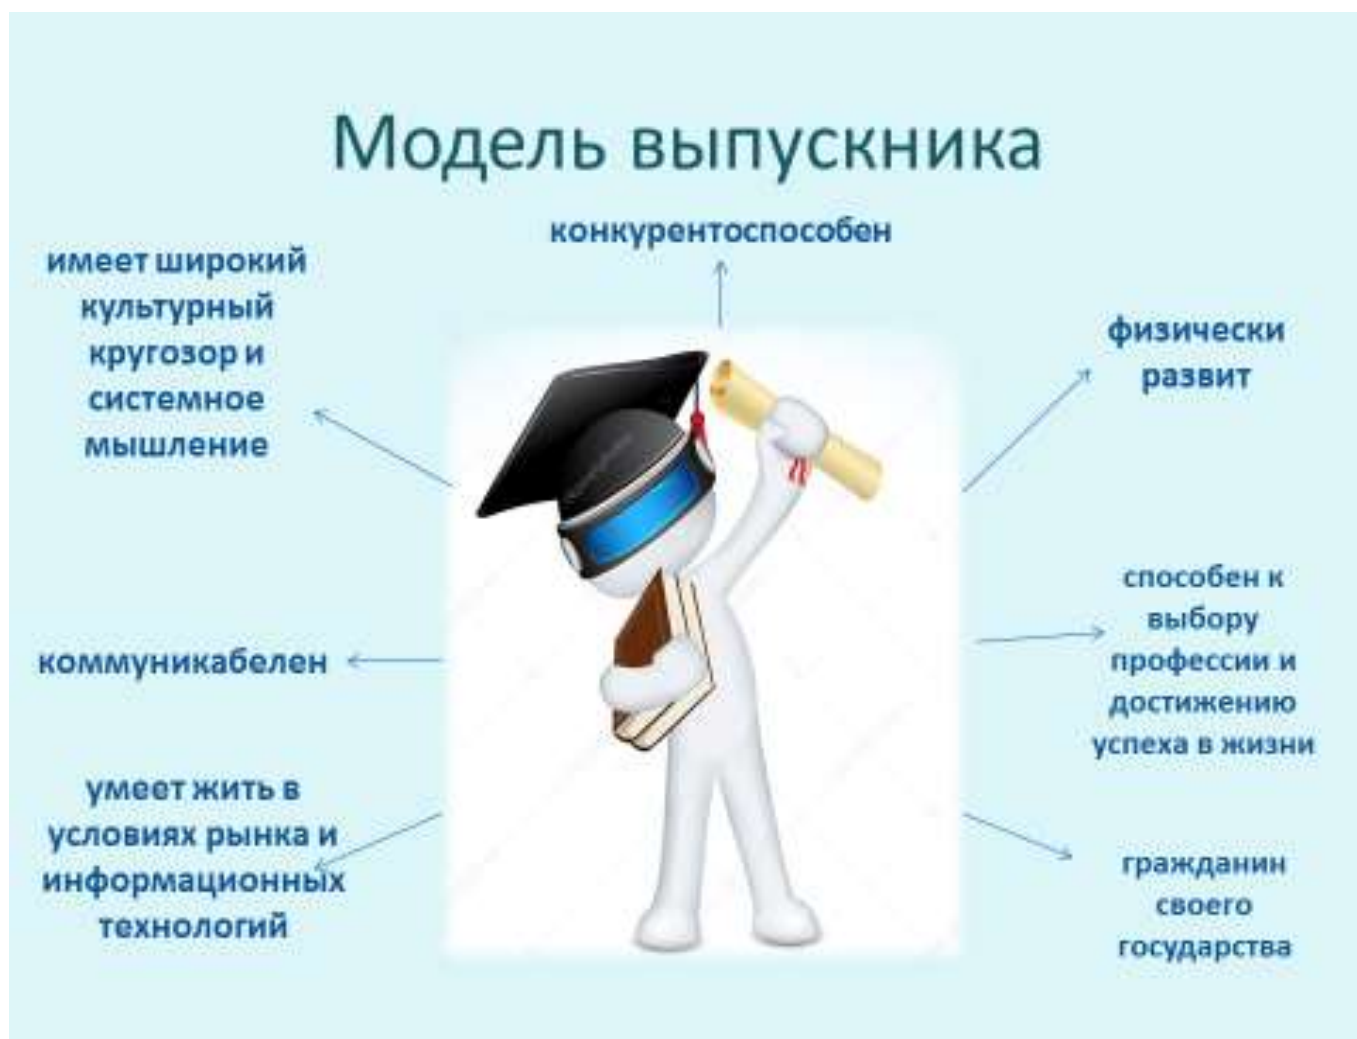 Модель выпускника
конкурентоспособен
имеет широкий
культурный
кругозор и
системное
мышление
физически
развит
коммуникабелен
способен к
выбору
профессии и
достижению
успеха в жизни
умеет жить в
условиях рынка и
информационных
технологий
гражданин
своего
государства